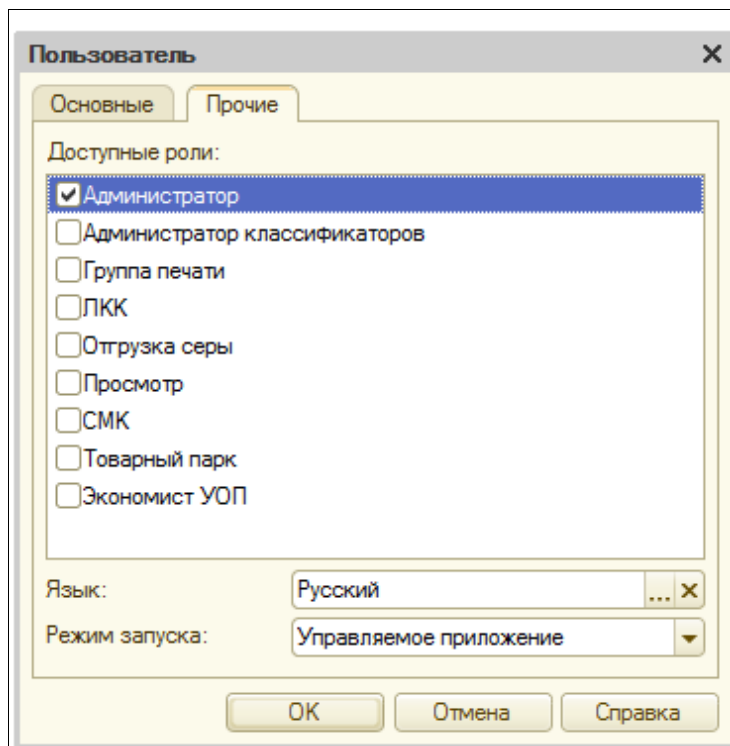 Пользователь
Основные Прочие
Доступные роли:
Администратор
Администратор классификаторов
Группа печати
ЛКК
Отгрузка серы
Просмотр
СМК
Товарный парк
Экономист УОП
Язык: Русский ...
Режим запуска: Управляемое приложение
OK Отмена Справка